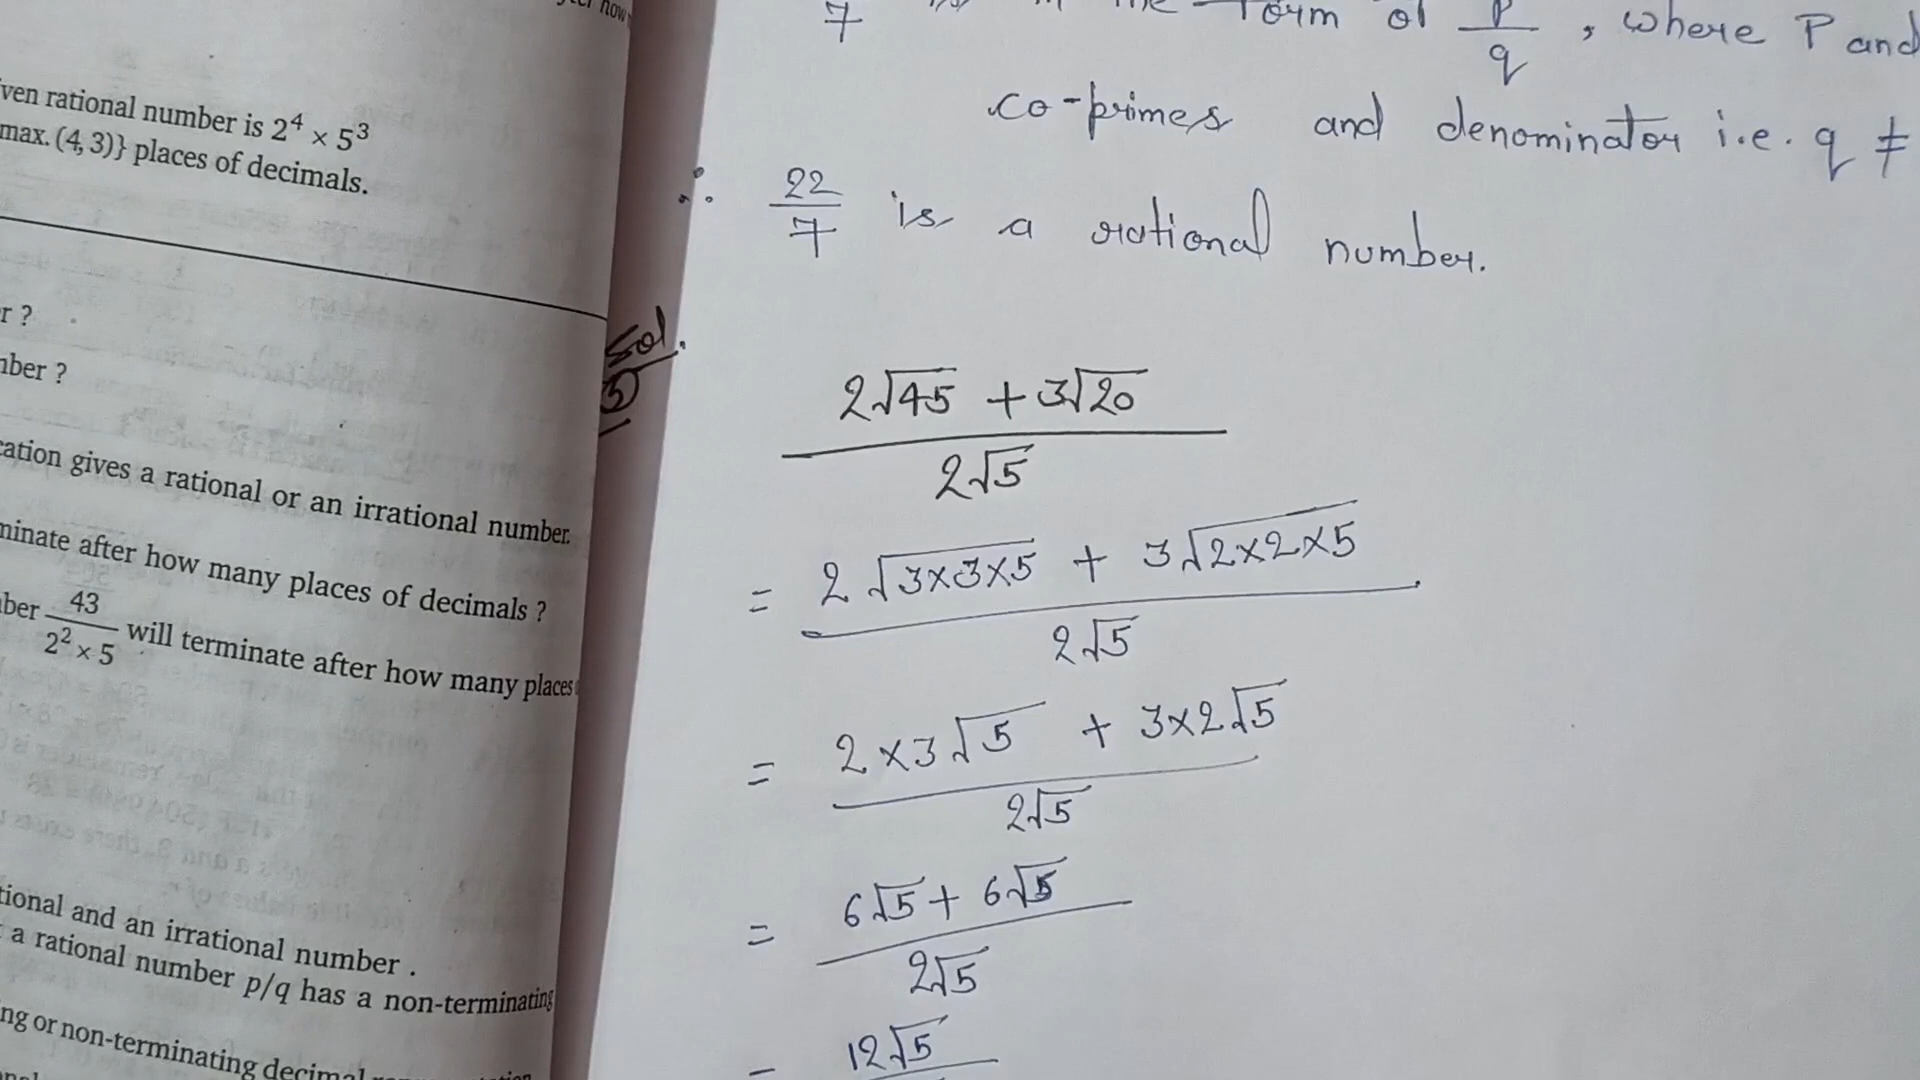 ven rational number is 2⁴ × 5³
max. (4, 3)} places of decimals.
r ?
ber ?
cation gives a rational or an irrational number.
minate after how many places of decimals ?
ber 43/(2² × 5) will terminate after how many places
tional and an irrational number .
a rational number p/q has a non-terminating
ng or non-terminating decimal
7 in the form of p/q , where P and
co-primes and denominator i.e. q ≠
∴ 22/7 is a rational number.
Sol.
(2√45 + 3√20)/(2√5)
= (2√(3×3×5) + 3√(2×2×5))/(2√5)
= (2×3√5 + 3×2√5)/(2√5)
= (6√5 + 6√5)/(2√5)
= 12√5